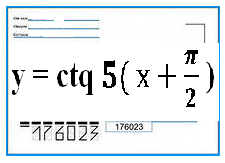 y = ctq 5(x + π/2)
176023
176023